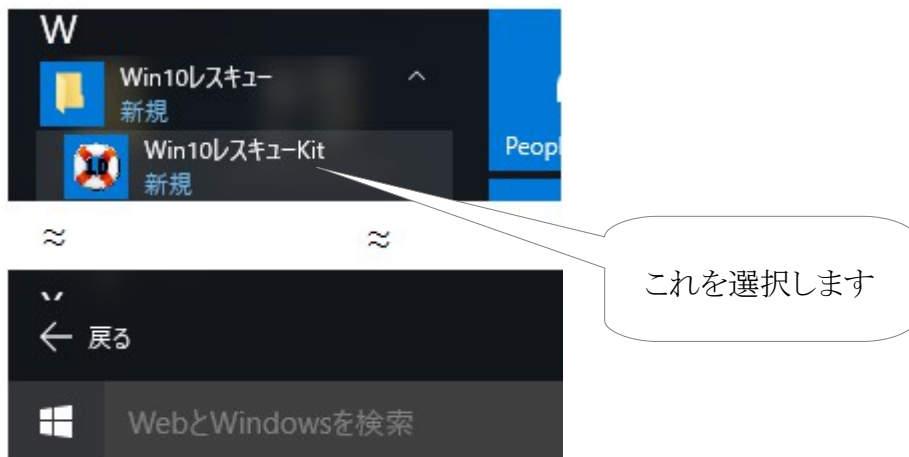 W
Win10レスキュー
新規
Win10レスキューKit
新規
Peopl
≈ ≈
これを選択します
← 戻る
WebとWindowsを検索